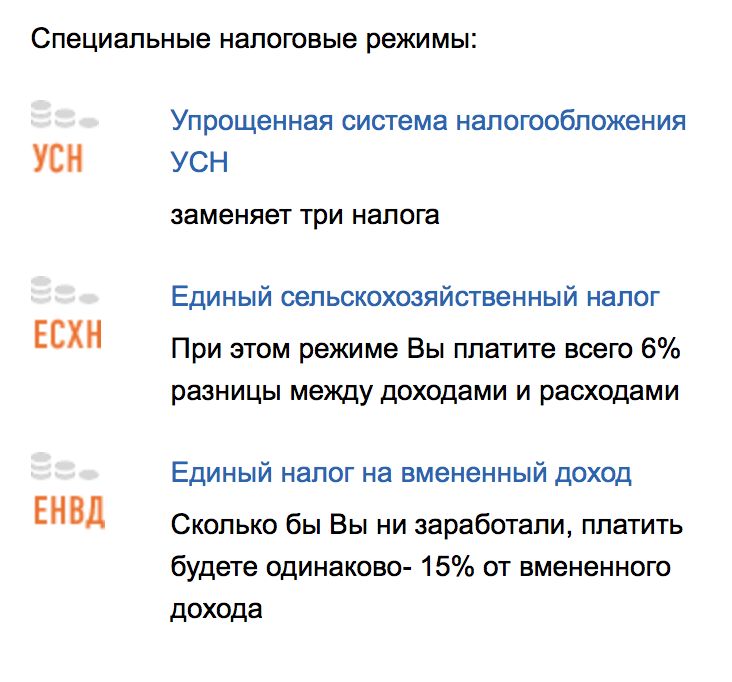 Специальные налоговые режимы:
УСН
Упрощенная система налогообложения
УСН
заменяет три налога
ЕСХН
Единый сельскохозяйственный налог
При этом режиме Вы платите всего 6%
разницы между доходами и расходами
ЕНВД
Единый налог на вмененный доход
Сколько бы Вы ни заработали, платить
будете одинаково- 15% от вмененного
дохода